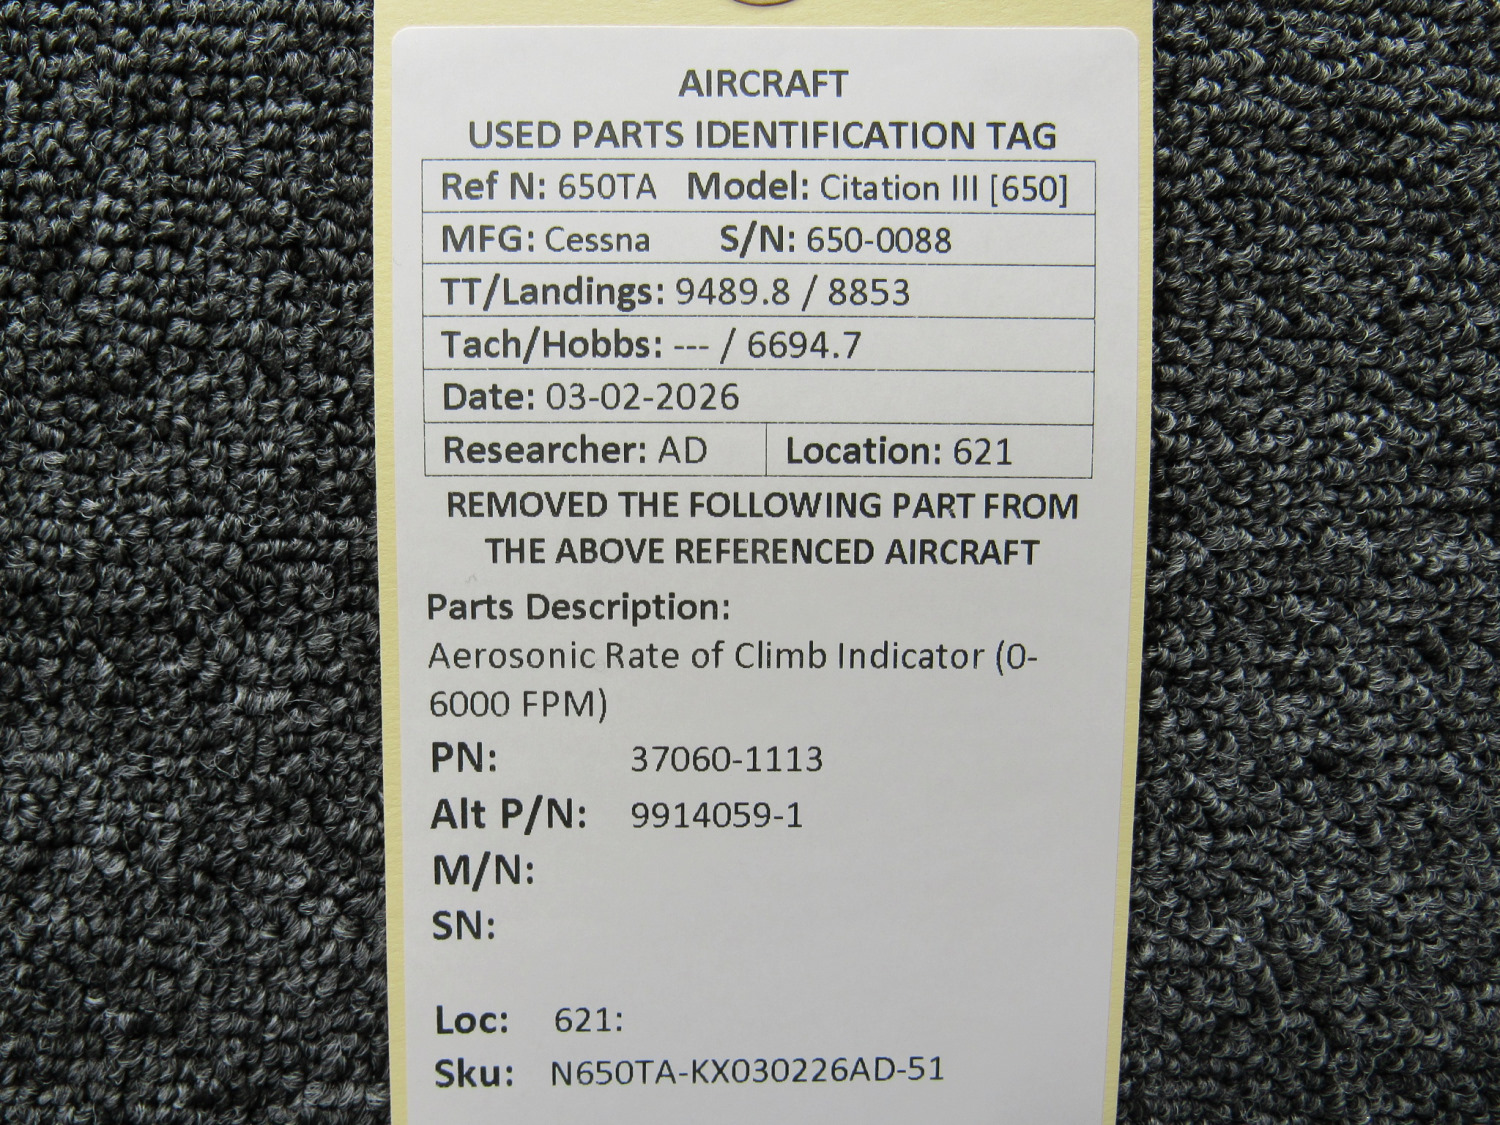 AIRCRAFT
USED PARTS IDENTIFICATION TAG
Ref N: 650TA Model: Citation III [650]
MFG: Cessna S/N: 650-0088
TT/Landings: 9489.8 / 8853
Tach/Hobbs: --- / 6694.7
Date: 03-02-2026
Researcher: AD Location: 621
REMOVED THE FOLLOWING PART FROM
THE ABOVE REFERENCED AIRCRAFT
Parts Description:
Aerosonic Rate of Climb Indicator (0-
6000 FPM)
PN: 37060-1113
Alt P/N: 9914059-1
M/N:
SN:
Loc: 621:
Sku: N650TA-KX030226AD-51